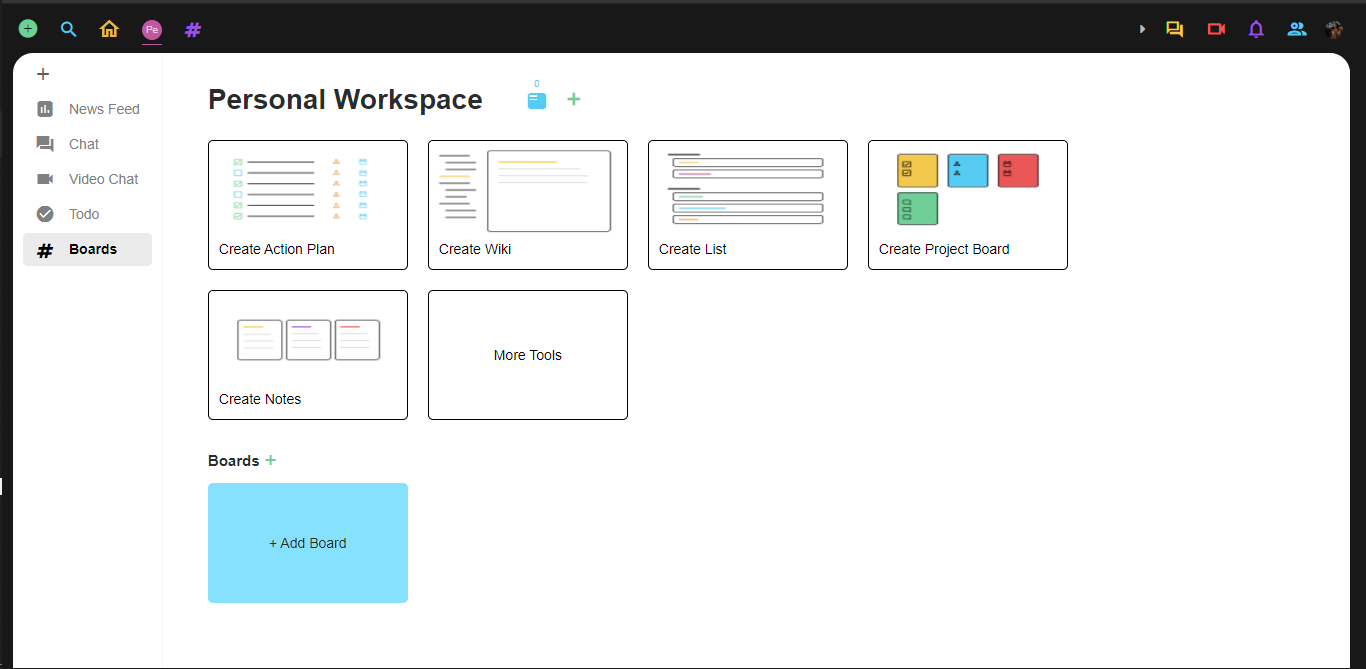 Pe
News Feed
Chat
Video Chat
Todo
Boards
Personal Workspace
0
Create Action Plan
Create Wiki
Create List
Create Project Board
Create Notes
More Tools
Boards +
+ Add Board